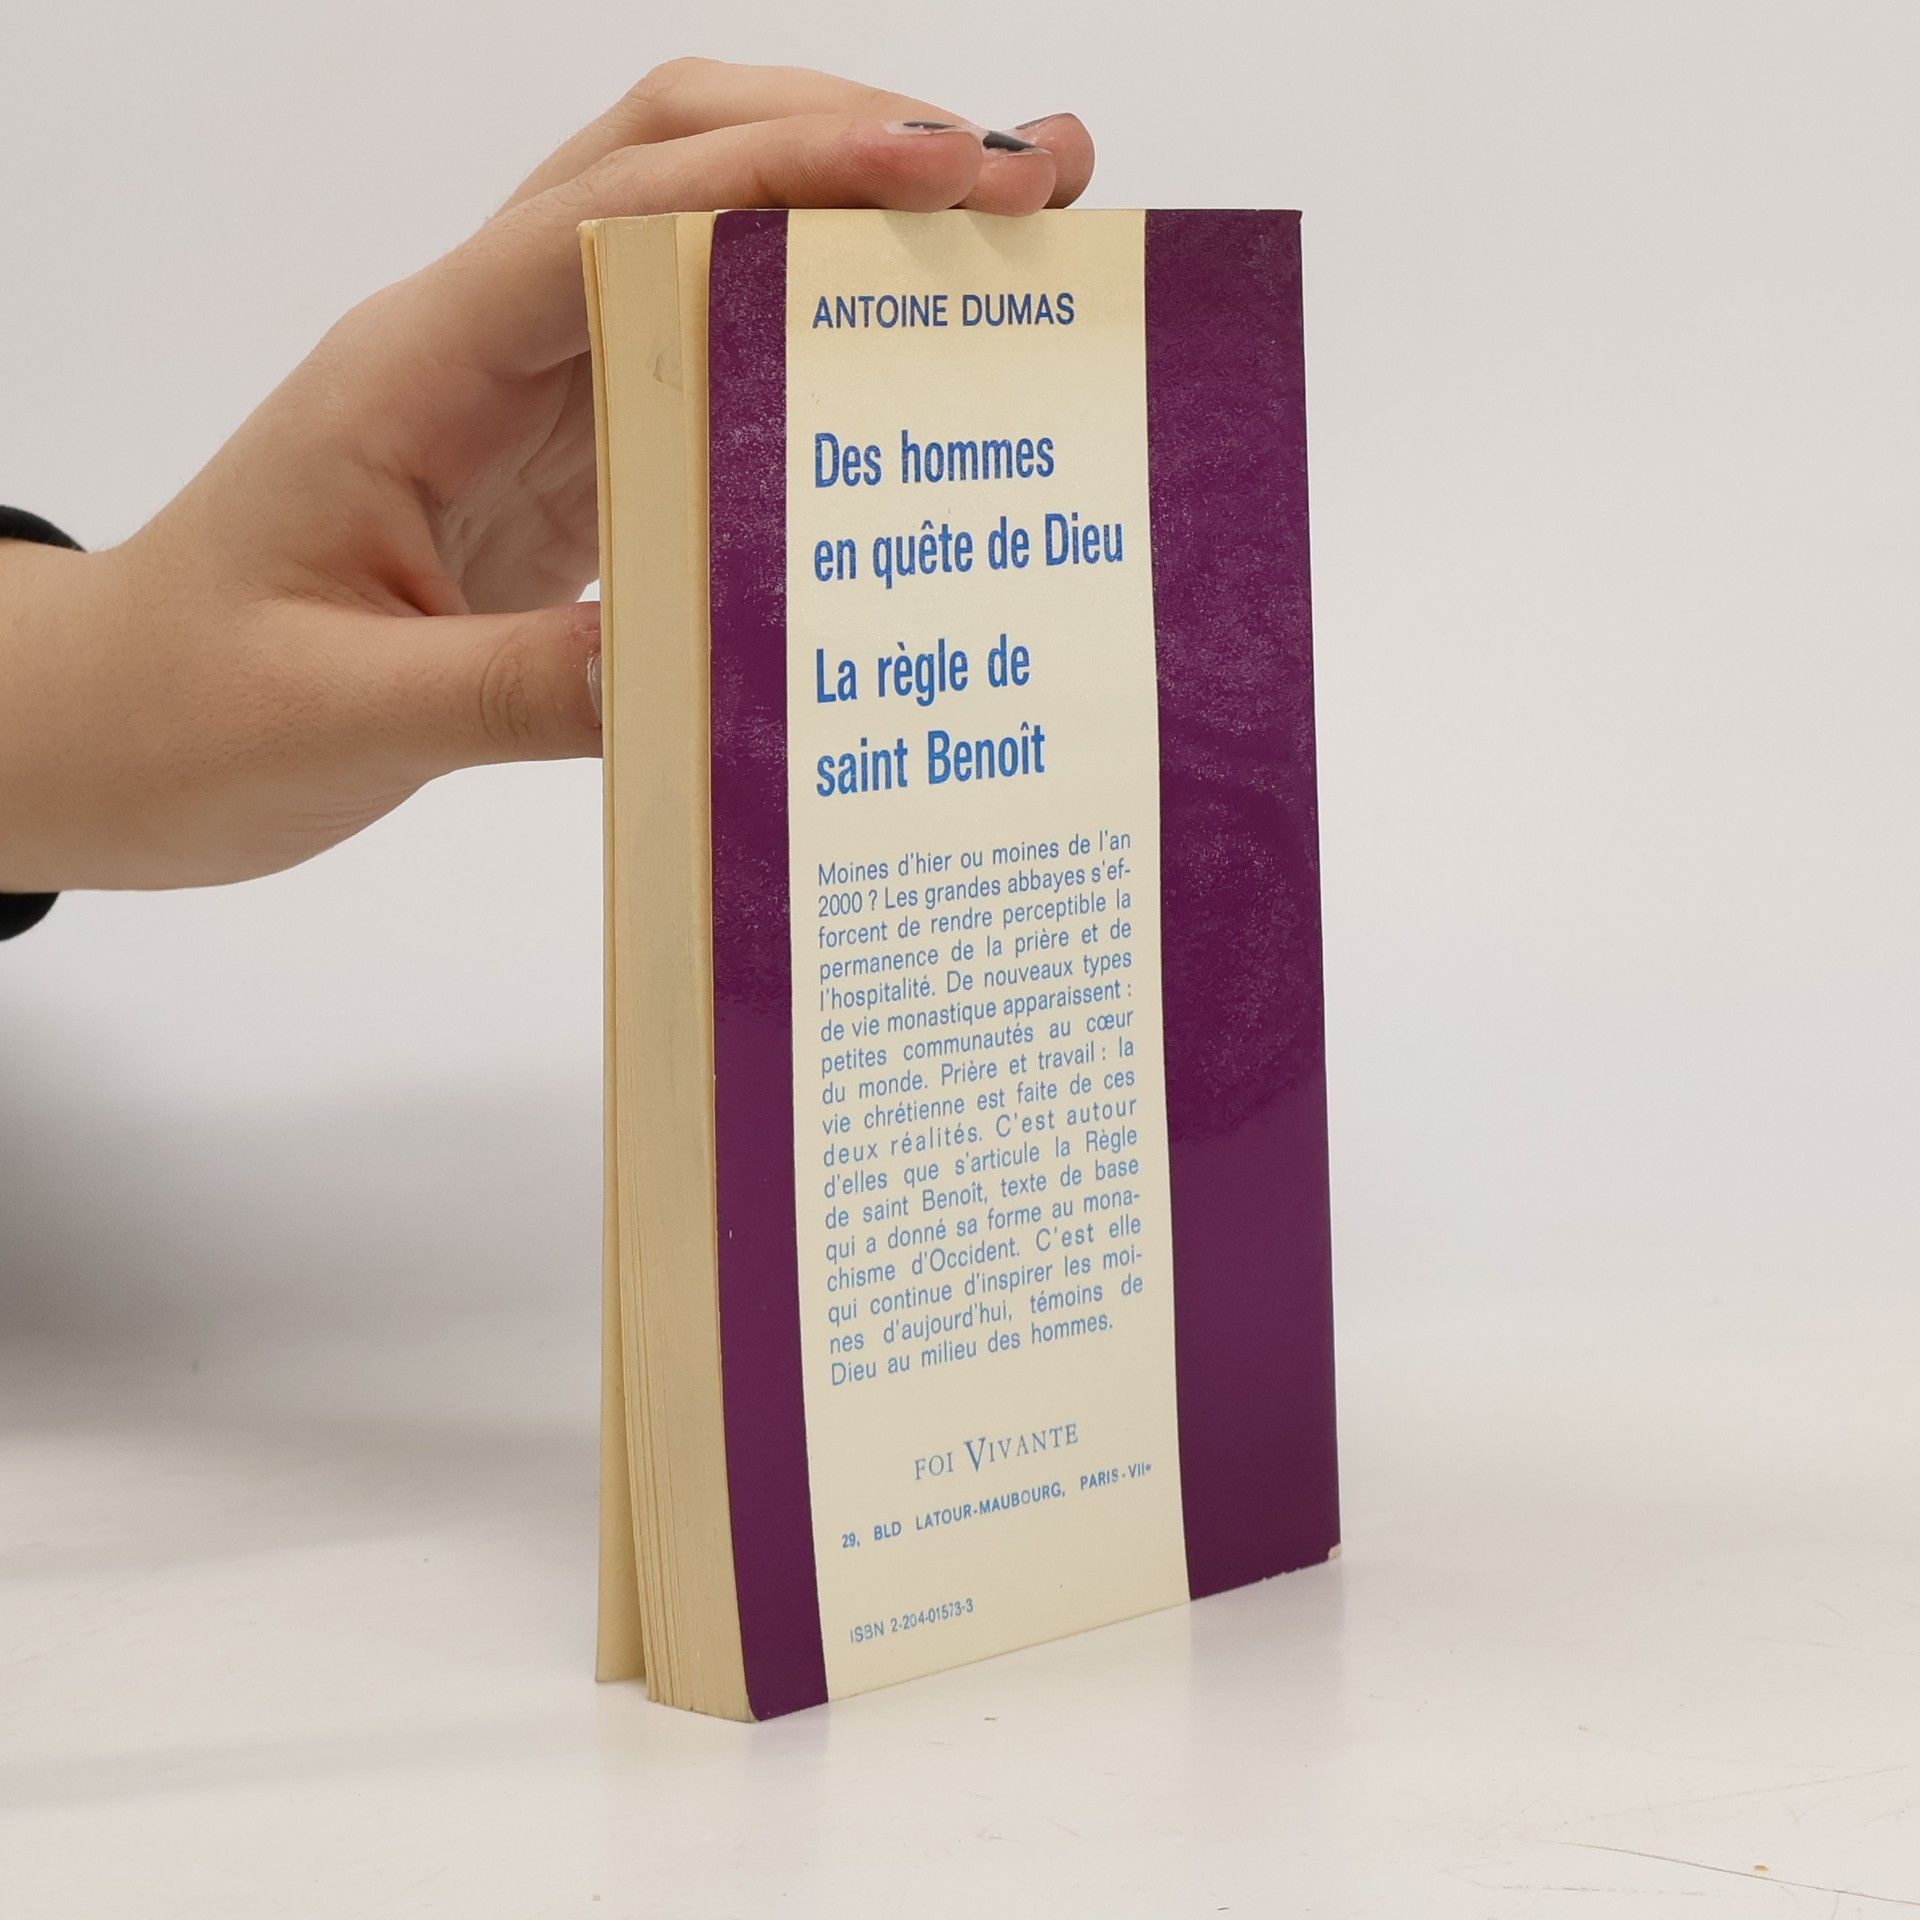 ANTOINE DUMAS
Des hommes
en quête de Dieu
La règle de
saint Benoît
Moines d'hier ou moines de l'an
2000 ? Les grandes abbayes s'ef-
forcent de rendre perceptible la
permanence de la prière et de
l'hospitalité. De nouveaux types
de vie monastique apparaissent :
petites communautés au cœur
du monde. Prière et travail : la
vie chrétienne est faite de ces
deux réalités. C'est autour
d'elles que s'articule la Règle
de saint Benoît, texte de base
qui a donné sa forme au mona-
chisme d'Occident. C'est elle
qui continue d'inspirer les moi-
nes d'aujourd'hui, témoins de
Dieu au milieu des hommes.
FOI VIVANTE
29, BLD LATOUR-MAUBOURG, PARIS-VIIe
ISBN 2-204-01573-3